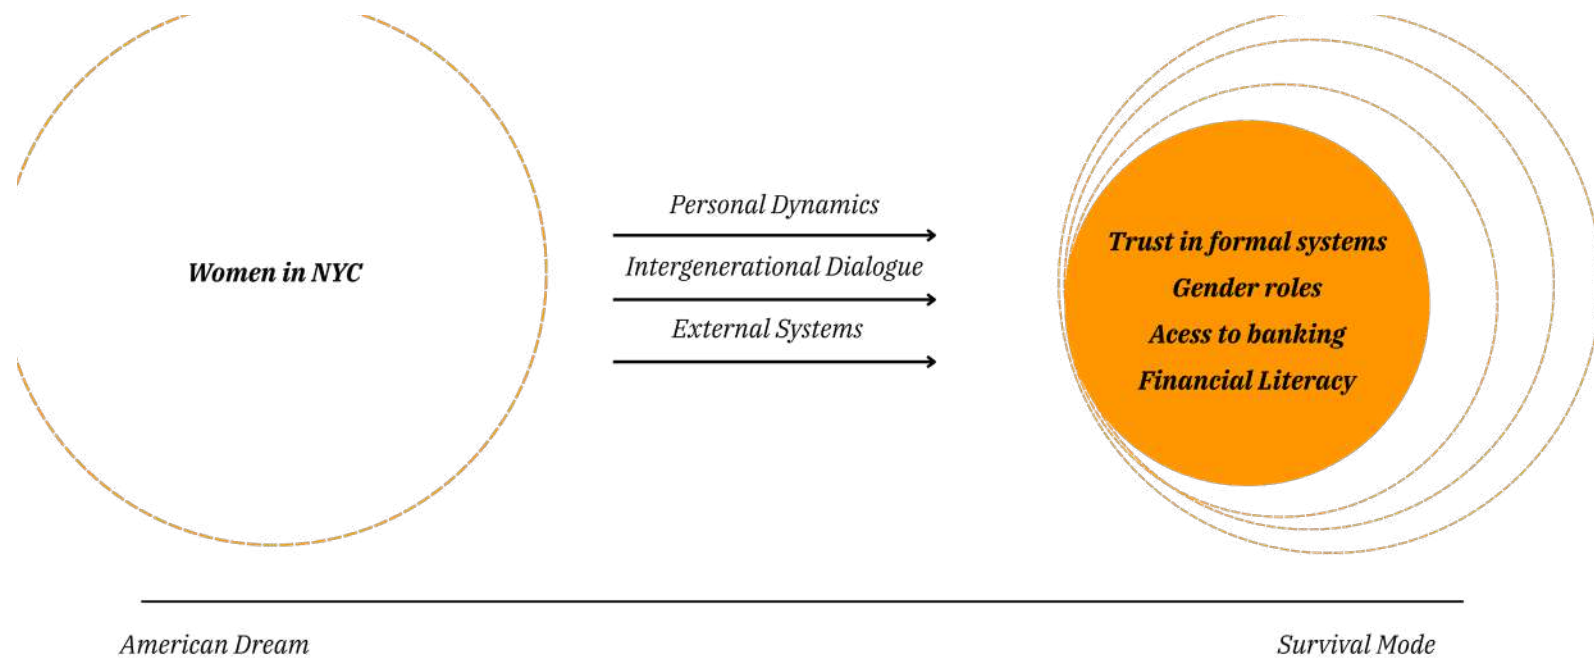 Women in NYC
Personal Dynamics
Intergenerational Dialogue
External Systems
Trust in formal systems
Gender roles
Acess to banking
Financial Literacy
American Dream
Survival Mode